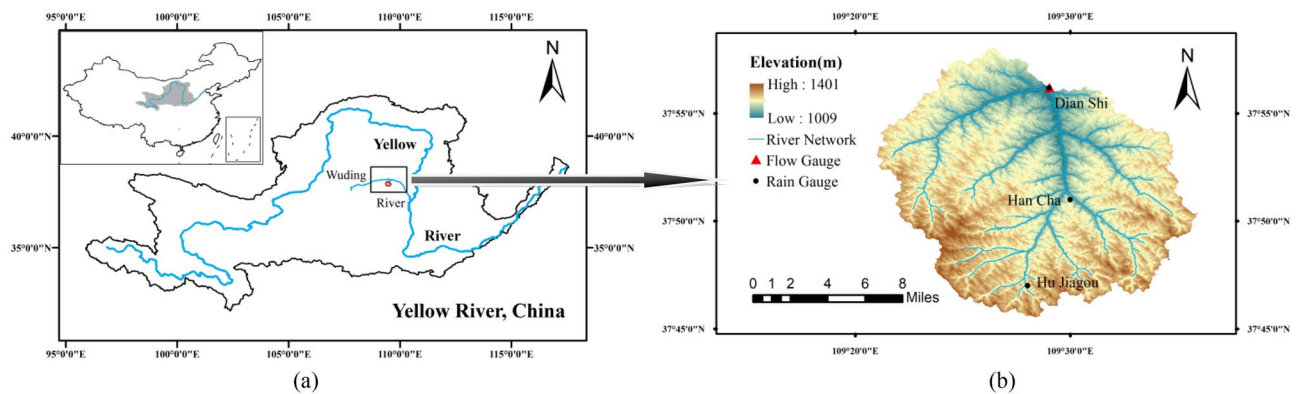 95°0'0"E 100°0'0"E 105°0'0"E 110°0'0"E 115°0'0"E
N
40°0'0"N
40°0'0"N
Yellow
Wuding
River
35°0'0"N
River
35°0'0"N
Yellow River, China
95°0'0"E 100°0'0"E 105°0'0"E 110°0'0"E 115°0'0"E
(a)
109°20'0"E 109°30'0"E
Elevation(m)
High : 1401
Low : 1009
River Network
Flow Gauge
Rain Gauge
N
Dian Shi
37°55'0"N
37°55'0"N
Han Cha
37°50'0"N
37°50'0"N
Hu Jiagou
0 1 2 4 6 8
Miles
37°45'0"N
37°45'0"N
109°20'0"E 109°30'0"E
(b)